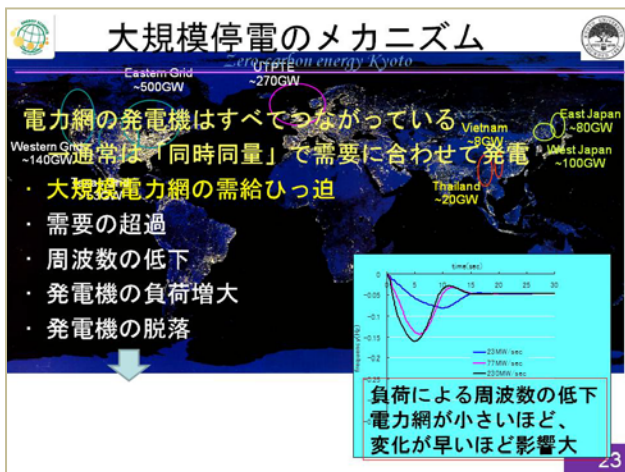 大規模停電のメカニズム
Zero-carbon energy Kyoto
Eastern Grid
~500GW
UTPTE
~270GW
電力網の発電機はすべてつながっている
Vietnam
~8GW
East Japan
~80GW
Western Grid
~140GW
通常は「同時同量」で需要に合わせて発電
West Japan
~100GW
・ 大規模電力網の需給ひっ迫
Thailand
~20GW
・ 需要の超過
・ 周波数の低下
・ 発電機の負荷増大
・ 発電機の脱落
time(sec)
0 5 10 15 20 25 30
0
-0.05
-0.1
-0.15
-0.2
23MW/sec
77MW/sec
230MW/sec
負荷による周波数の低下
電力網が小さいほど、
変化が早いほど影響大
23